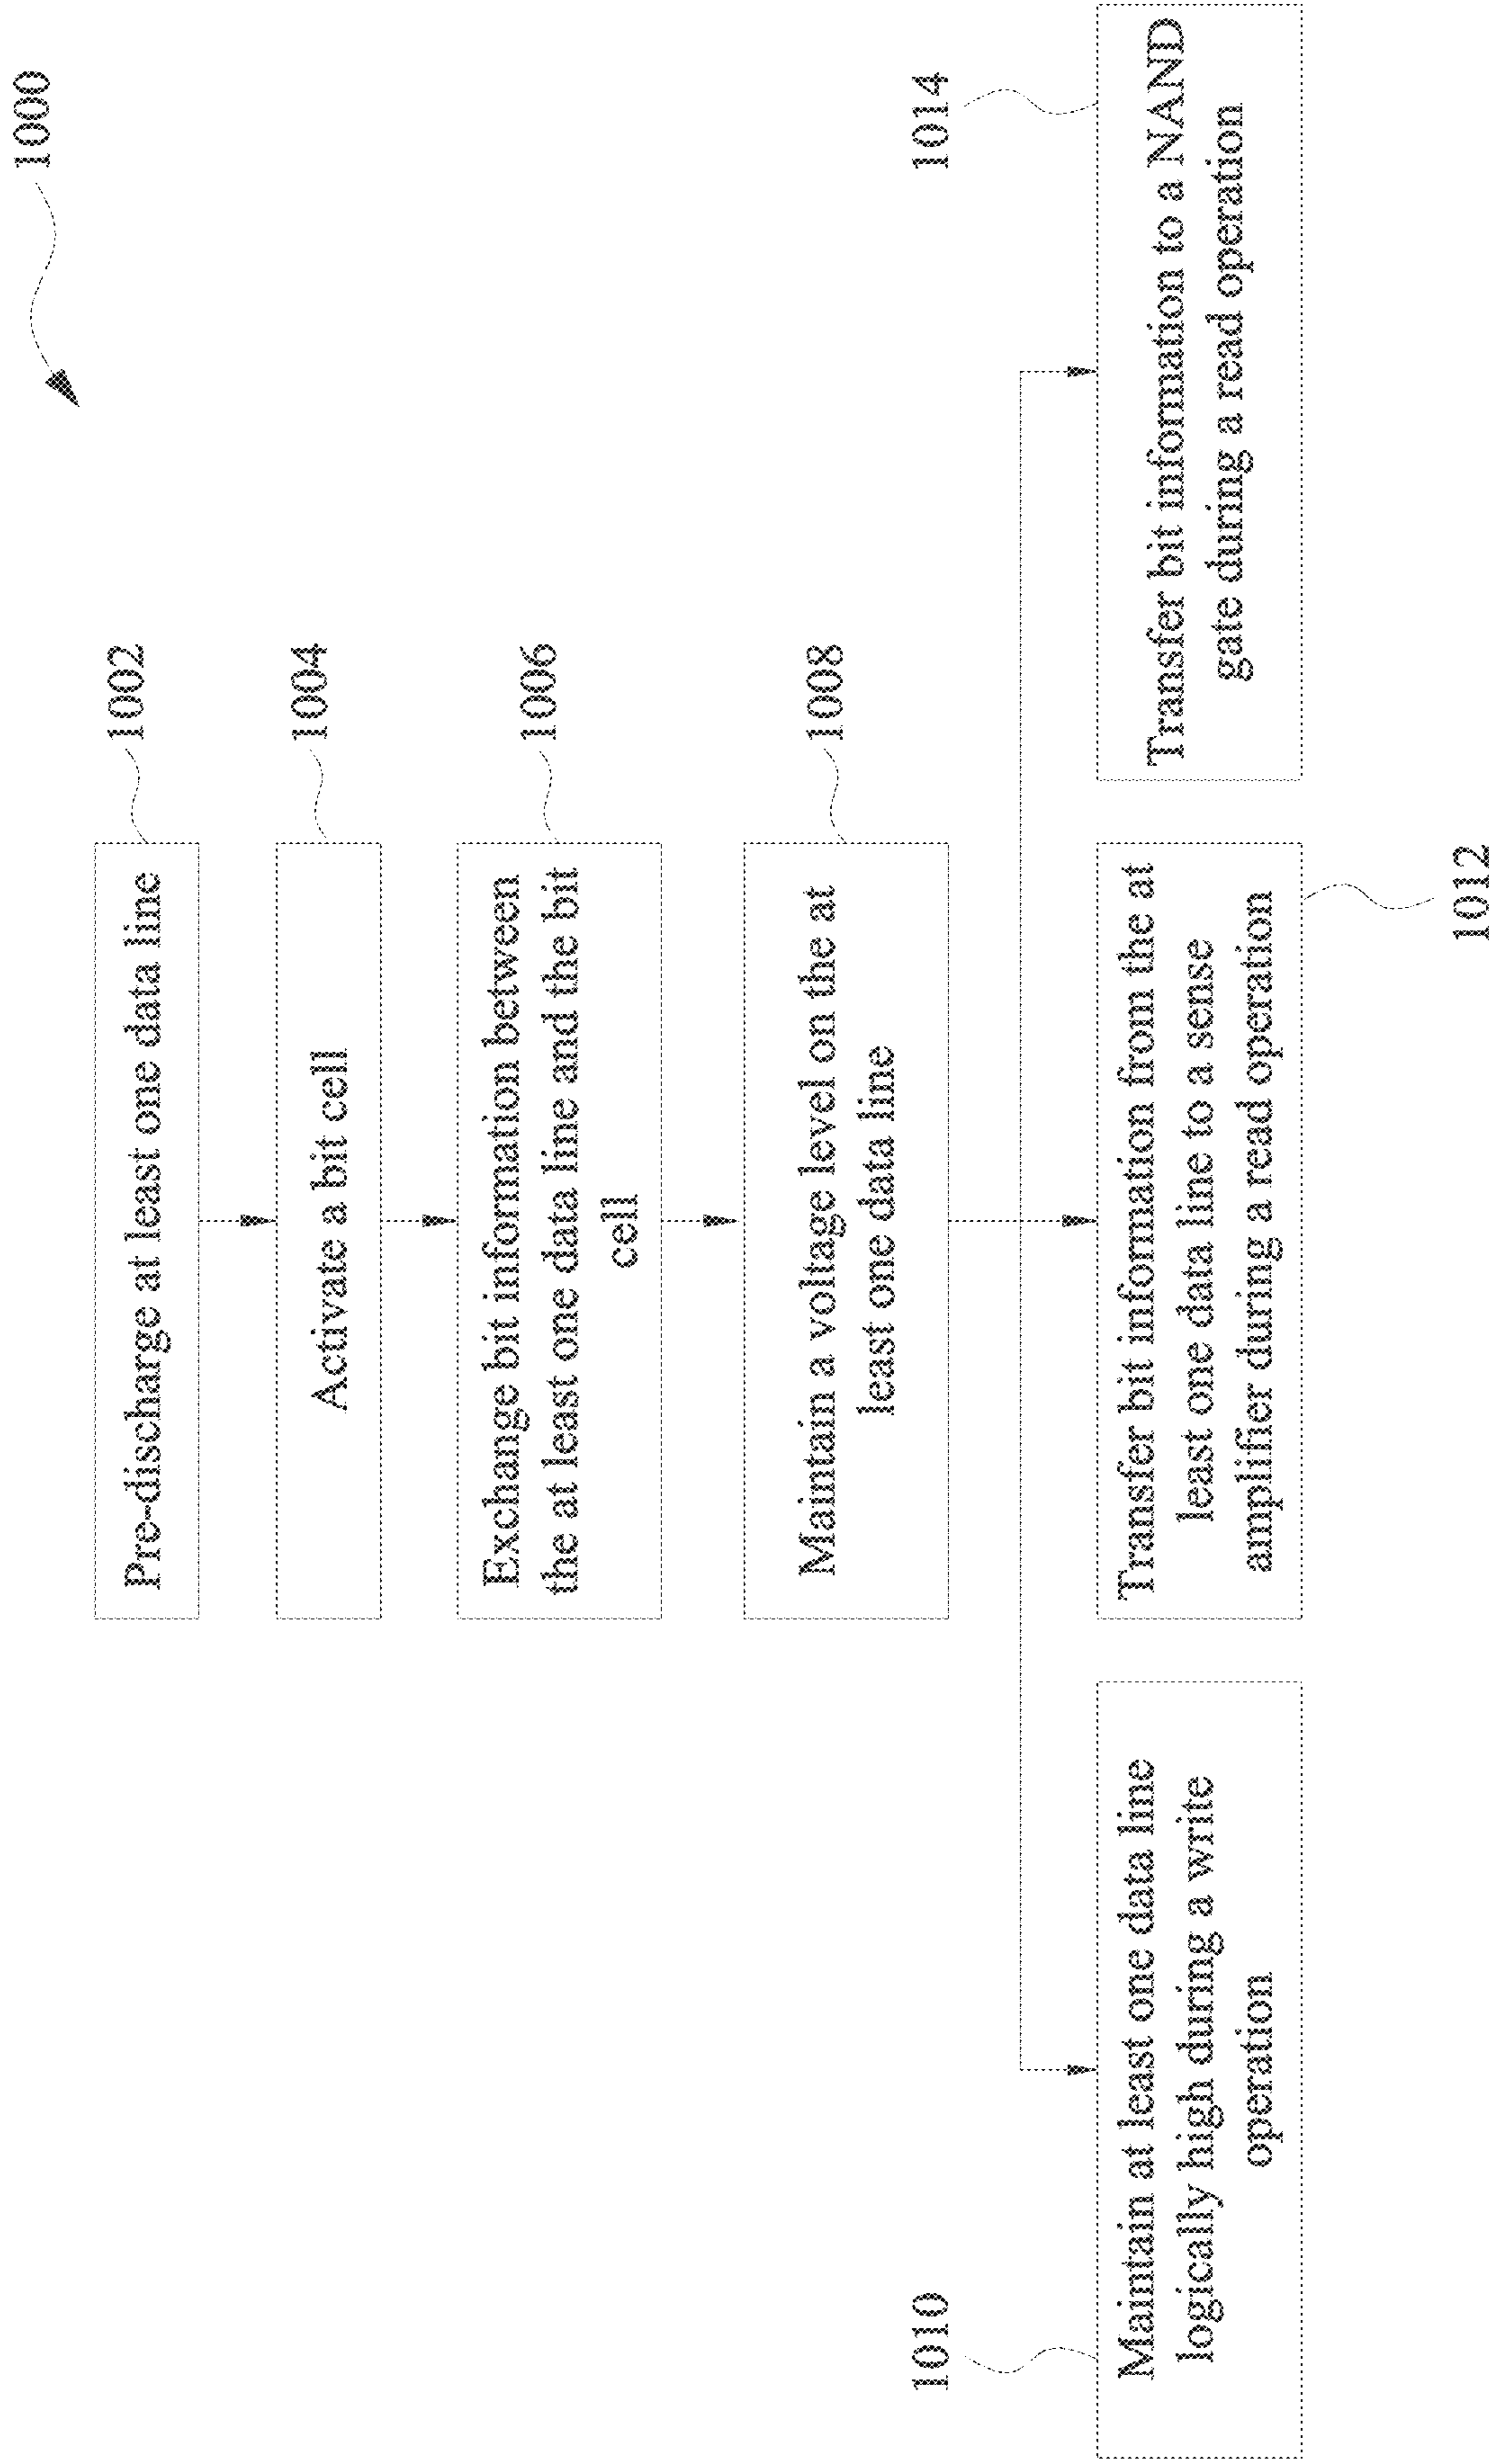 1000
Pre-discharge at least one data line
1002
Activate a bit cell
1004
Exchange bit information between
the at least one data line and the bit
cell
1006
Maintain a voltage level on the at
least one data line
1008
1010
Maintain at least one data line
logically high during a write
operation
Transfer bit information from the at
least one data line to a sense
amplifier during a read operation
1012
1014
Transfer bit information to a NAND
gate during a read operation